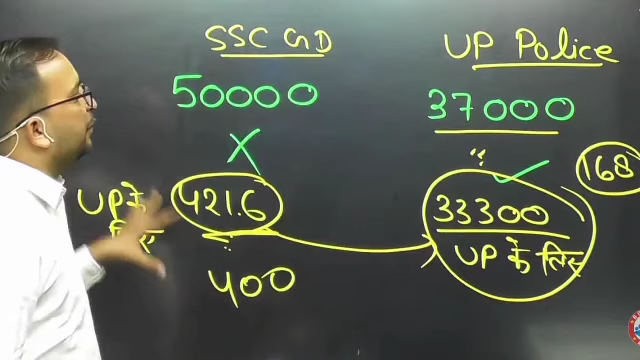 SSC GD
UP Police
50000
37000
X
168
UP के
लिए
421.6
33300
UP के लिए
400